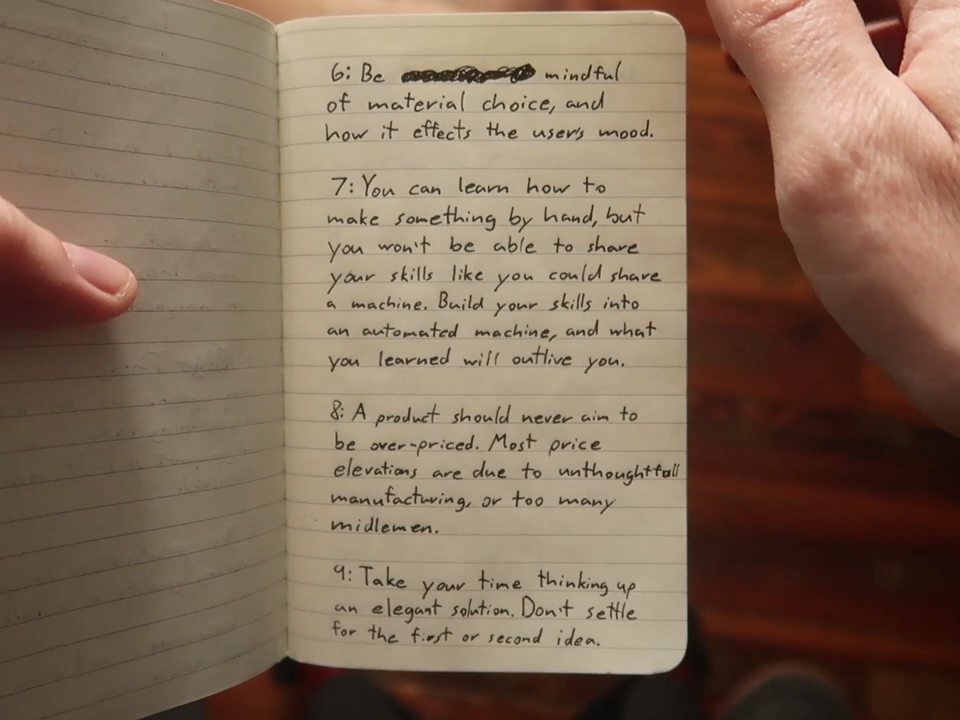 6: Be mindful
of material choice, and
how it effects the user's mood.
7: You can learn how to
make something by hand, but
you won't be able to share
your skills like you could share
a machine. Build your skills into
an automated machine, and what
you learned will outlive you.
8: A product should never aim to
be over-priced. Most price
elevations are due to unthoughtfull
manufacturing, or too many
midlemen.
9: Take your time thinking up
an elegant solution. Don't settle
for the first or second idea.